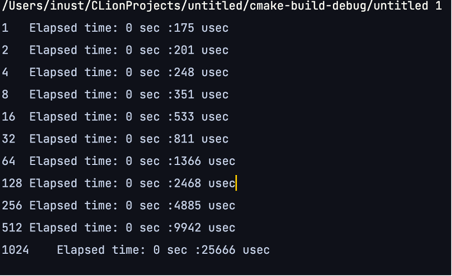 /Users/inust/CLionProjects/untitled/cmake-build-debug/untitled 1
1   Elapsed time: 0 sec :175 usec
2   Elapsed time: 0 sec :201 usec
4   Elapsed time: 0 sec :248 usec
8   Elapsed time: 0 sec :351 usec
16  Elapsed time: 0 sec :533 usec
32  Elapsed time: 0 sec :811 usec
64  Elapsed time: 0 sec :1366 usec
128 Elapsed time: 0 sec :2468 usec
256 Elapsed time: 0 sec :4885 usec
512 Elapsed time: 0 sec :9942 usec
1024    Elapsed time: 0 sec :25666 usec